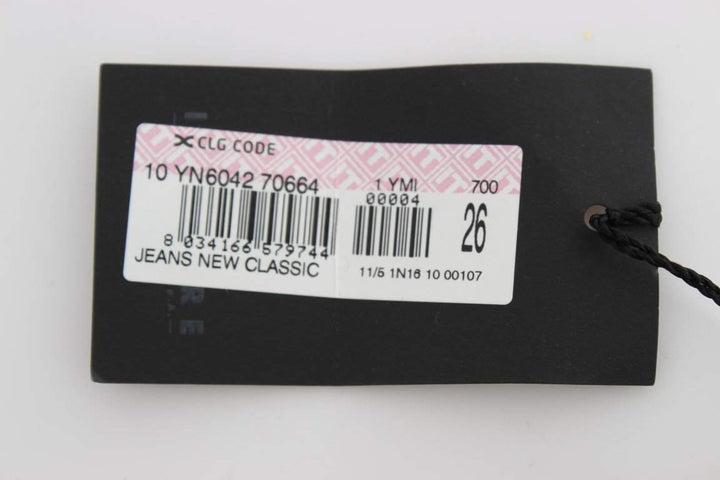 CLG CODE
10 YN6042 70664 1 YMI 700
00004
26
8 034166 579744
JEANS NEW CLASSIC
11/5 1N16 10 00107